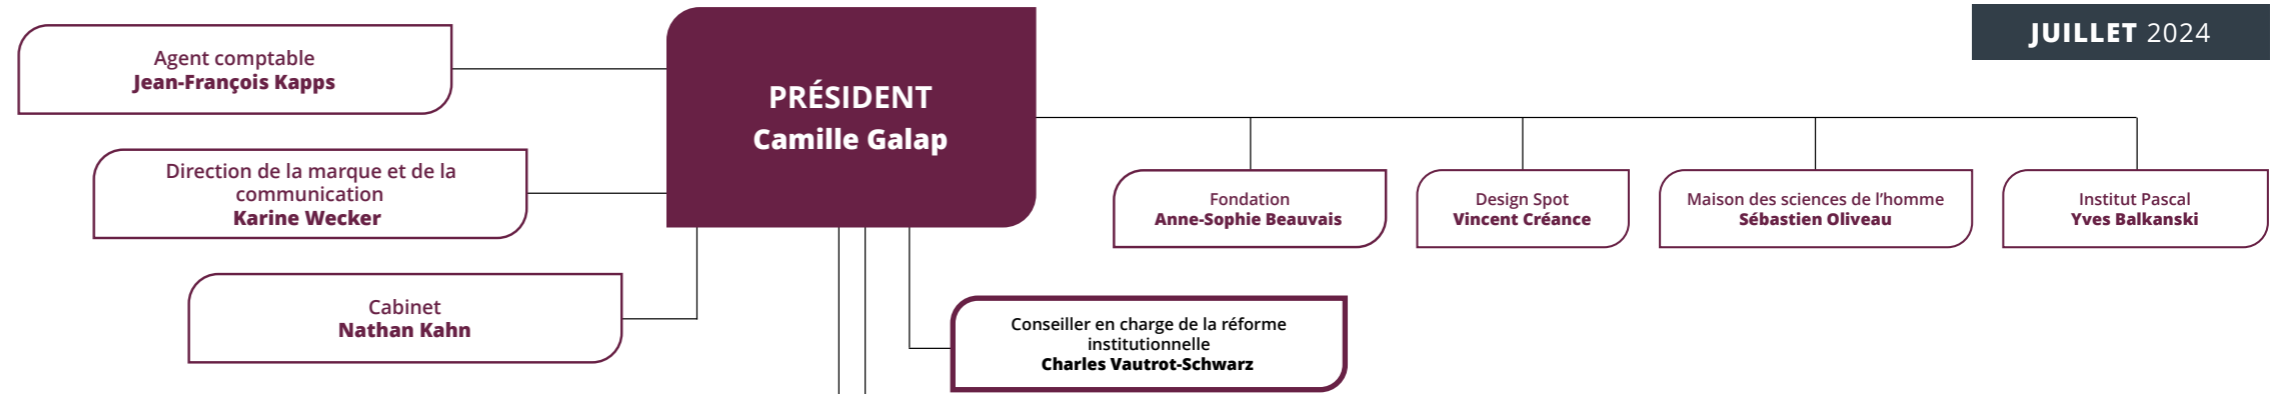 JUILLET 2024
Agent comptable
Jean-François Kapps
PRÉSIDENT
Camille Galap
Direction de la marque et de la
communication
Karine Wecker
Fondation
Anne-Sophie Beauvais
Design Spot
Vincent Créance
Maison des sciences de l’homme
Sébastien Oliveau
Institut Pascal
Yves Balkanski
Cabinet
Nathan Kahn
Conseiller en charge de la réforme
institutionnelle
Charles Vautrot-Schwarz